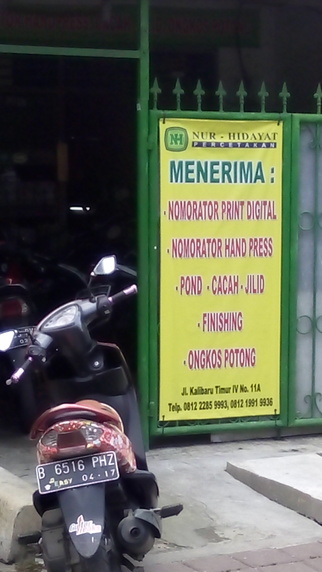 NH NUR - HIDAYAT
PERCETAKAN
MENERIMA :
- NOMORATOR PRINT DIGITAL
- NOMORATOR HAND PRESS
- POND - CACAH - JILID
- FINISHING
- ONGKOS POTONG
Jl. Kalibaru Timur IV No. 11A
Telp. 0812 2285 9993, 0812 1991 9936
B 6516 PHZ
04-17